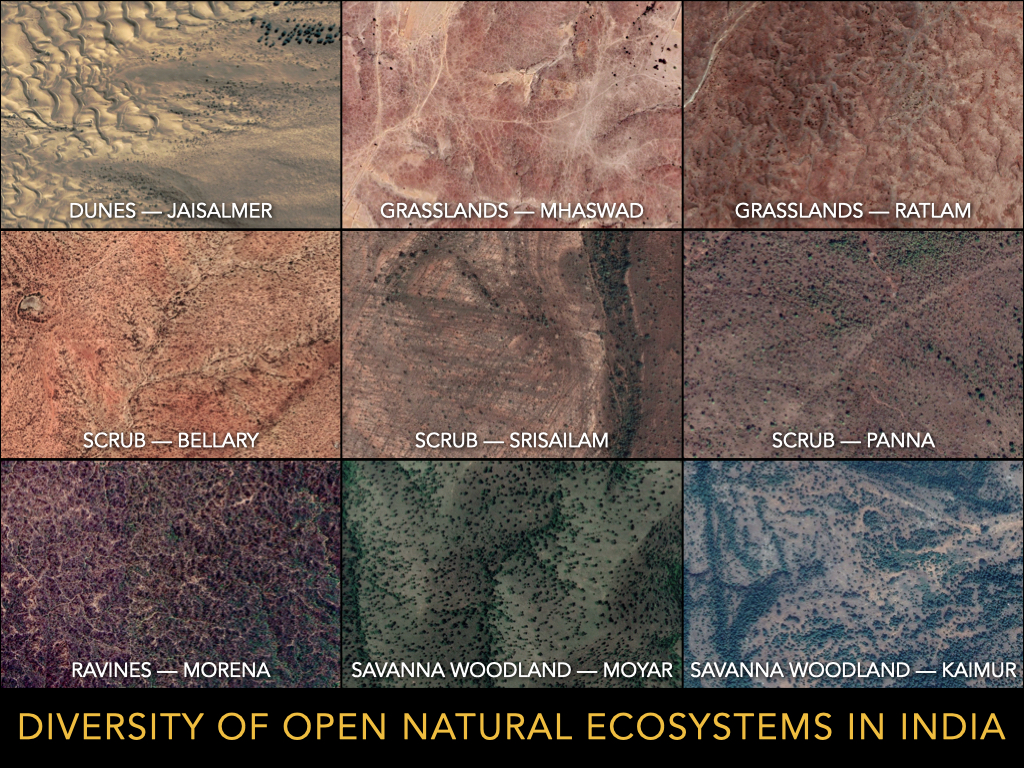 DUNES — JAISALMER
GRASSLANDS — MHASWAD
GRASSLANDS — RATLAM
SCRUB — BELLARY
SCRUB — SRISAILAM
SCRUB — PANNA
RAVINES — MORENA
SAVANNA WOODLAND — MOYAR
SAVANNA WOODLAND — KAIMUR
DIVERSITY OF OPEN NATURAL ECOSYSTEMS IN INDIA